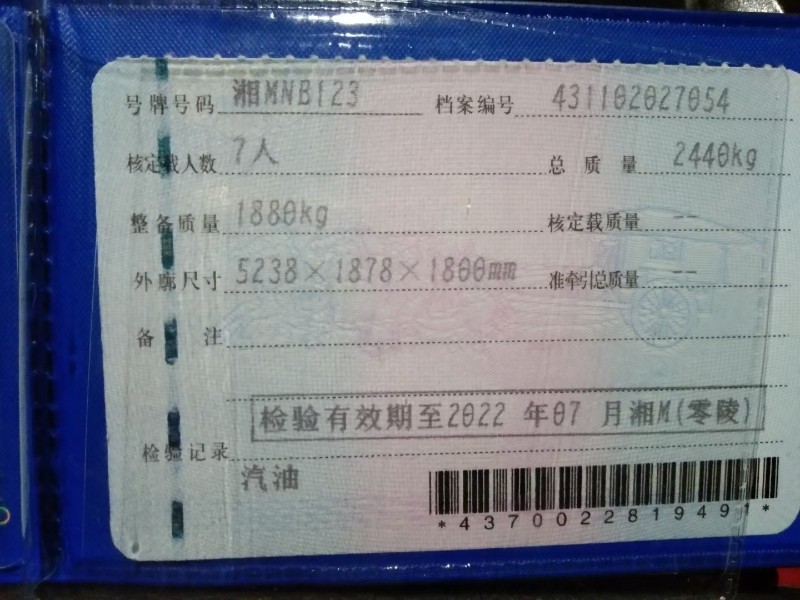 号牌号码 湘MNB123 档案编号 431102027054
核定载人数 7人 总质量 2440kg
整备质量 1880kg 核定载质量 --
外廓尺寸 5238×1878×1800mm 准牵引总质量 --
备注
检验有效期至2022年07月湘M(零陵)
检验记录
汽油
*4370022819491*